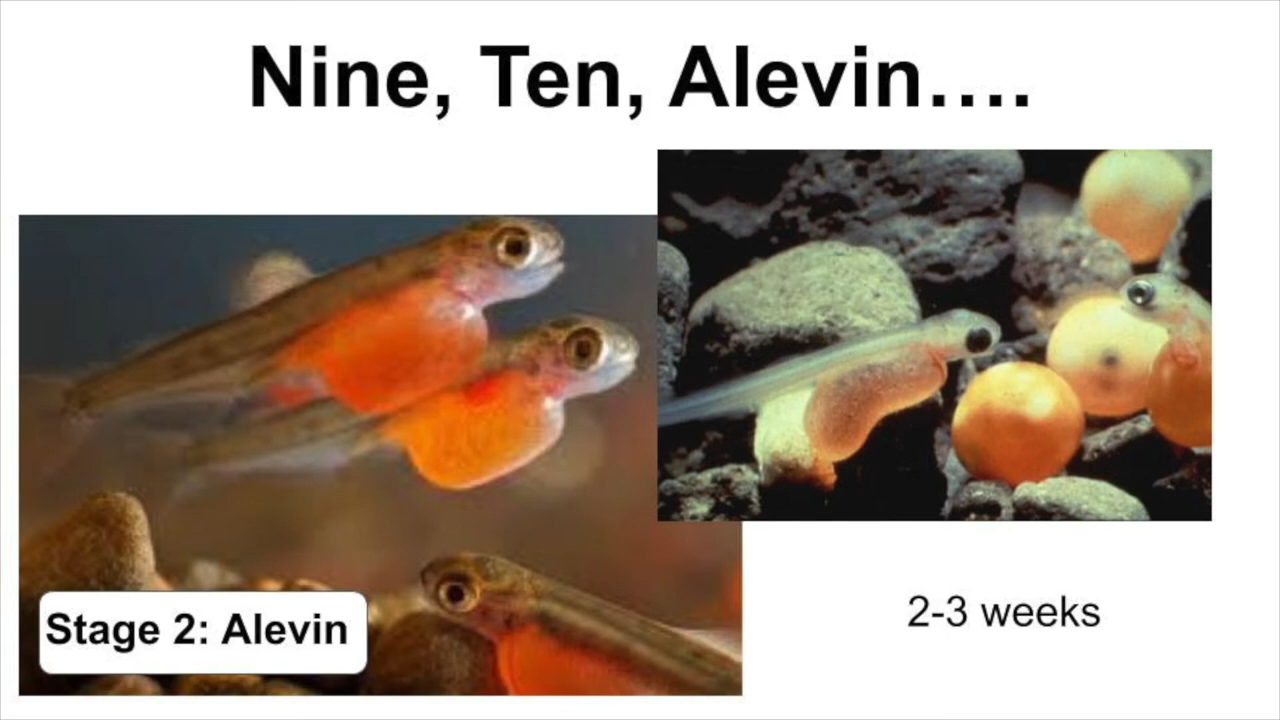 Nine, Ten, Alevin….
Stage 2: Alevin
2-3 weeks